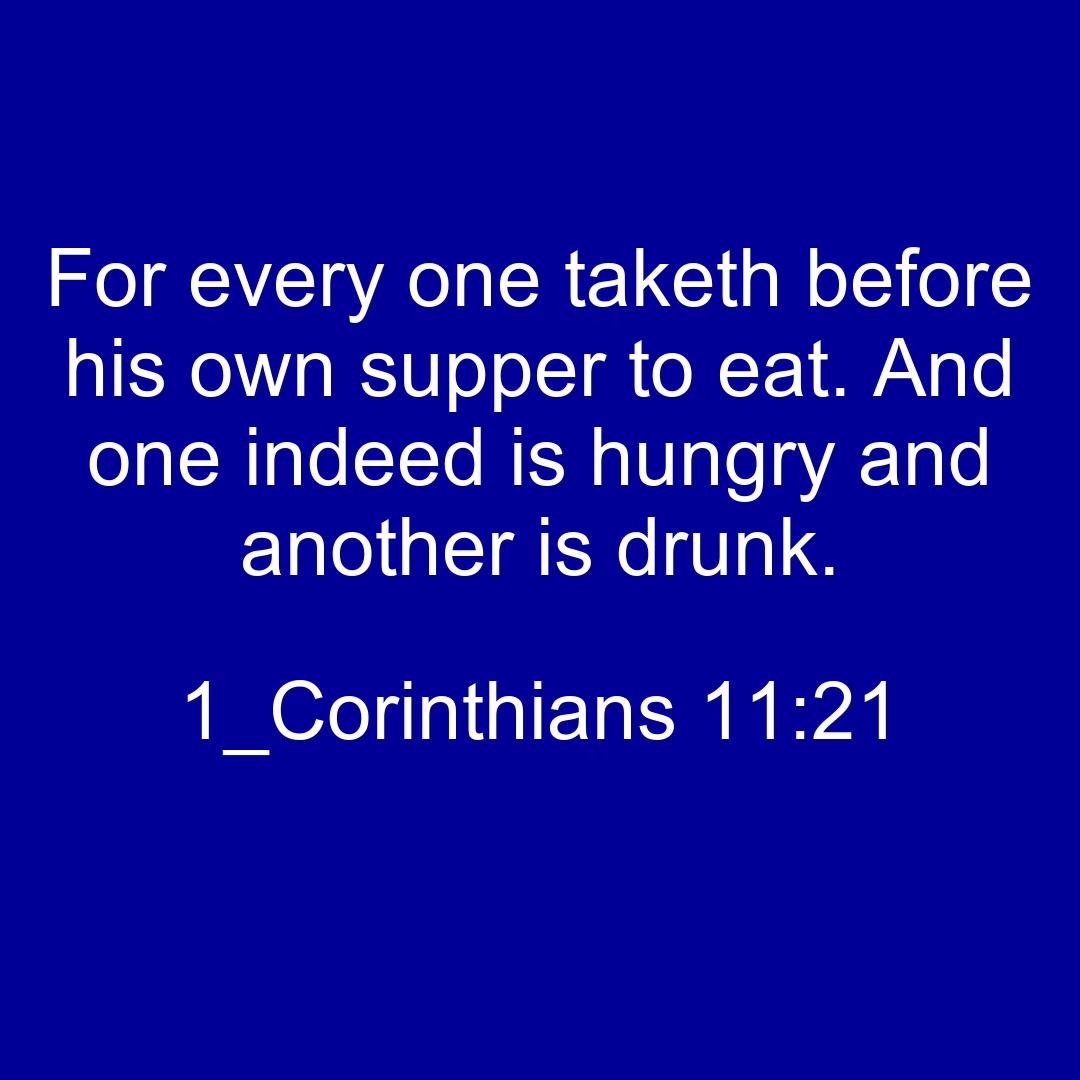 For every one taketh before
his own supper to eat. And
one indeed is hungry and
another is drunk.
1_Corinthians 11:21